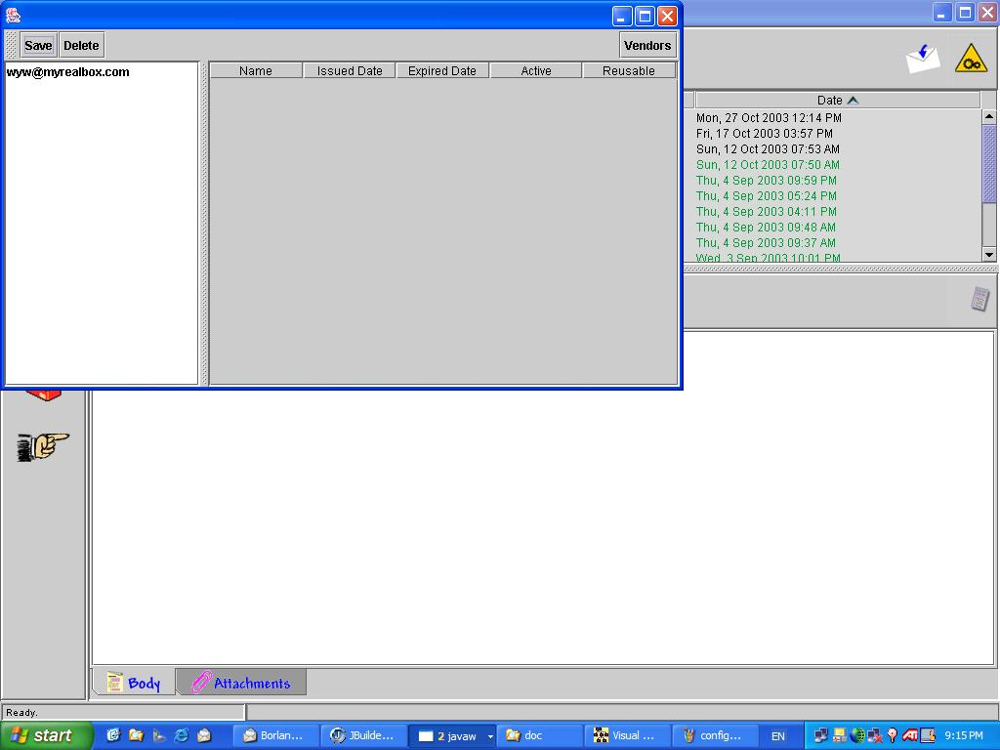 Save Delete Vendors
wyw@myrealbox.com
Name Issued Date Expired Date Active Reusable
Date
Mon, 27 Oct 2003 12:14 PM
Fri, 17 Oct 2003 03:57 PM
Sun, 12 Oct 2003 07:53 AM
Sun, 12 Oct 2003 07:50 AM
Thu, 4 Sep 2003 09:59 PM
Thu, 4 Sep 2003 05:24 PM
Thu, 4 Sep 2003 04:11 PM
Thu, 4 Sep 2003 09:48 AM
Thu, 4 Sep 2003 09:37 AM
Wed, 3 Sep 2003 10:01 PM
Body Attachments
Ready.
start Borlan... JBuilde... 2 javaw doc Visual ... config... EN ATI 9:15 PM